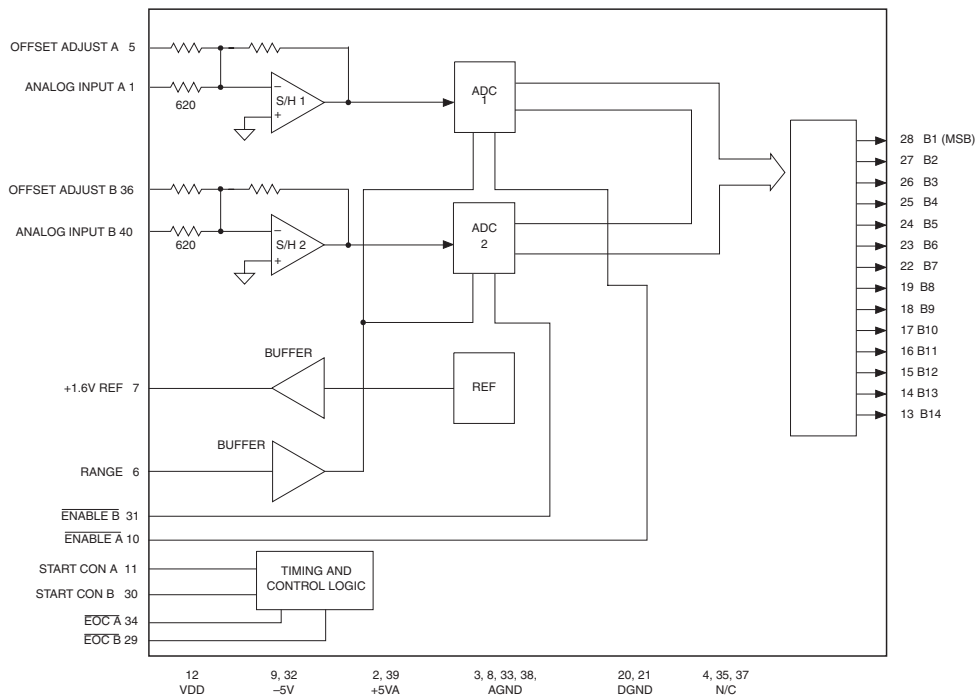 OFFSET ADJUST A 5
ANALOG INPUT A 1
620
−
S/H 1
+
ADC
1
OFFSET ADJUST B 36
ANALOG INPUT B 40
620
−
S/H 2
+
ADC
2
28 B1 (MSB)
27 B2
26 B3
25 B4
24 B5
23 B6
22 B7
19 B8
18 B9
17 B10
16 B11
15 B12
14 B13
13 B14
BUFFER
+1.6V REF 7
REF
BUFFER
RANGE 6
ENABLE B 31
ENABLE A 10
START CON A 11
START CON B 30
EOC A 34
EOC B 29
TIMING AND
CONTROL LOGIC
12
VDD
9, 32
–5V
2, 39
+5VA
3, 8, 33, 38,
AGND
20, 21
DGND
4, 35, 37
N/C